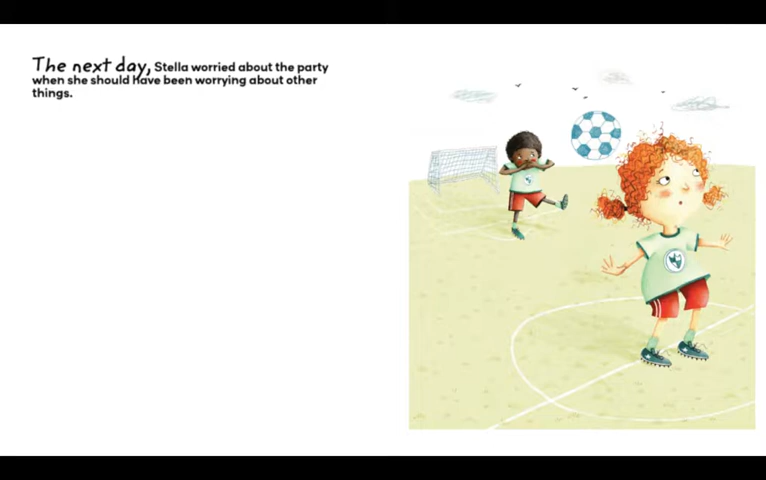 The next day, Stella worried about the party
when she should have been worrying about other
things.